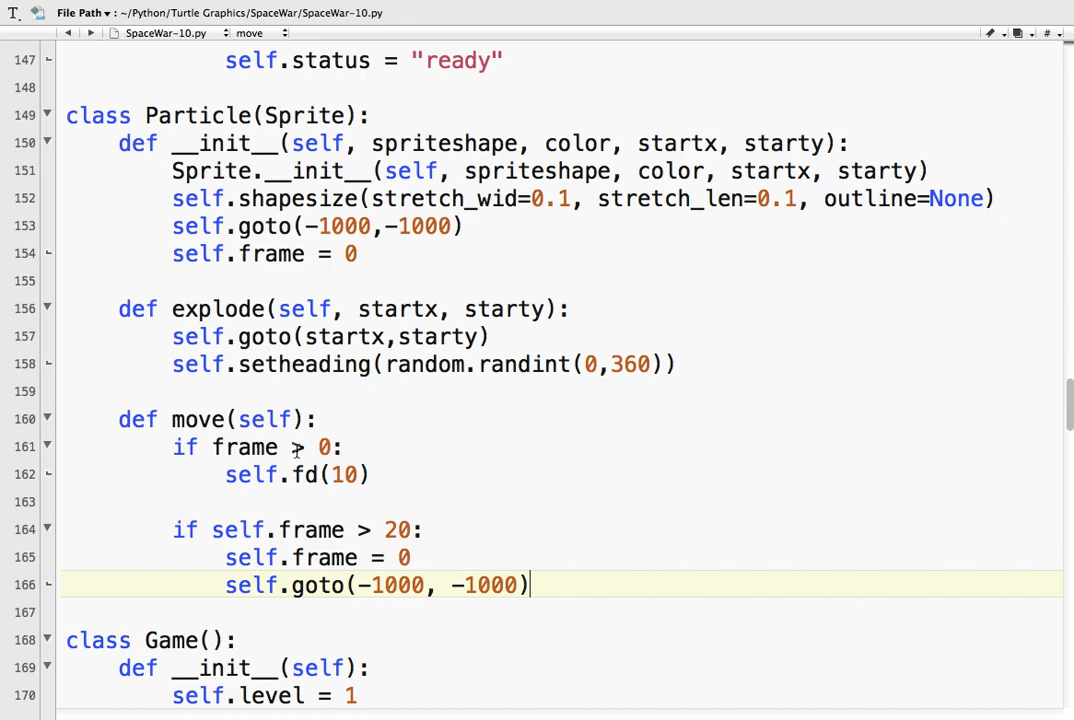 File Path ▾ : ~/Python/Turtle Graphics/SpaceWar/SpaceWar-10.py
SpaceWar-10.py move #
147 self.status = "ready"
148
149 class Particle(Sprite):
150 def __init__(self, spriteshape, color, startx, starty):
151 Sprite.__init__(self, spriteshape, color, startx, starty)
152 self.shapesize(stretch_wid=0.1, stretch_len=0.1, outline=None)
153 self.goto(-1000,-1000)
154 self.frame = 0
155
156 def explode(self, startx, starty):
157 self.goto(startx,starty)
158 self.setheading(random.randint(0,360))
159
160 def move(self):
161 if frame > 0:
162 self.fd(10)
163
164 if self.frame > 20:
165 self.frame = 0
166 self.goto(-1000, -1000)
167
168 class Game():
169 def __init__(self):
170 self.level = 1